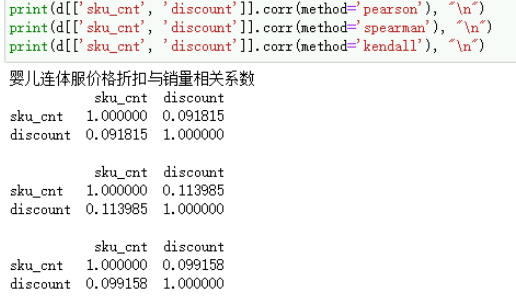 print(d[['sku_cnt', 'discount']].corr(method='pearson'), "\n")
print(d[['sku_cnt', 'discount']].corr(method='spearman'), "\n")
print(d[['sku_cnt', 'discount']].corr(method='kendall'), "\n")
婴儿连体服价格折扣与销量相关系数
sku_cnt discount
sku_cnt 1.000000 0.091815
discount 0.091815 1.000000
sku_cnt discount
sku_cnt 1.000000 0.113985
discount 0.113985 1.000000
sku_cnt discount
sku_cnt 1.000000 0.099158
discount 0.099158 1.000000